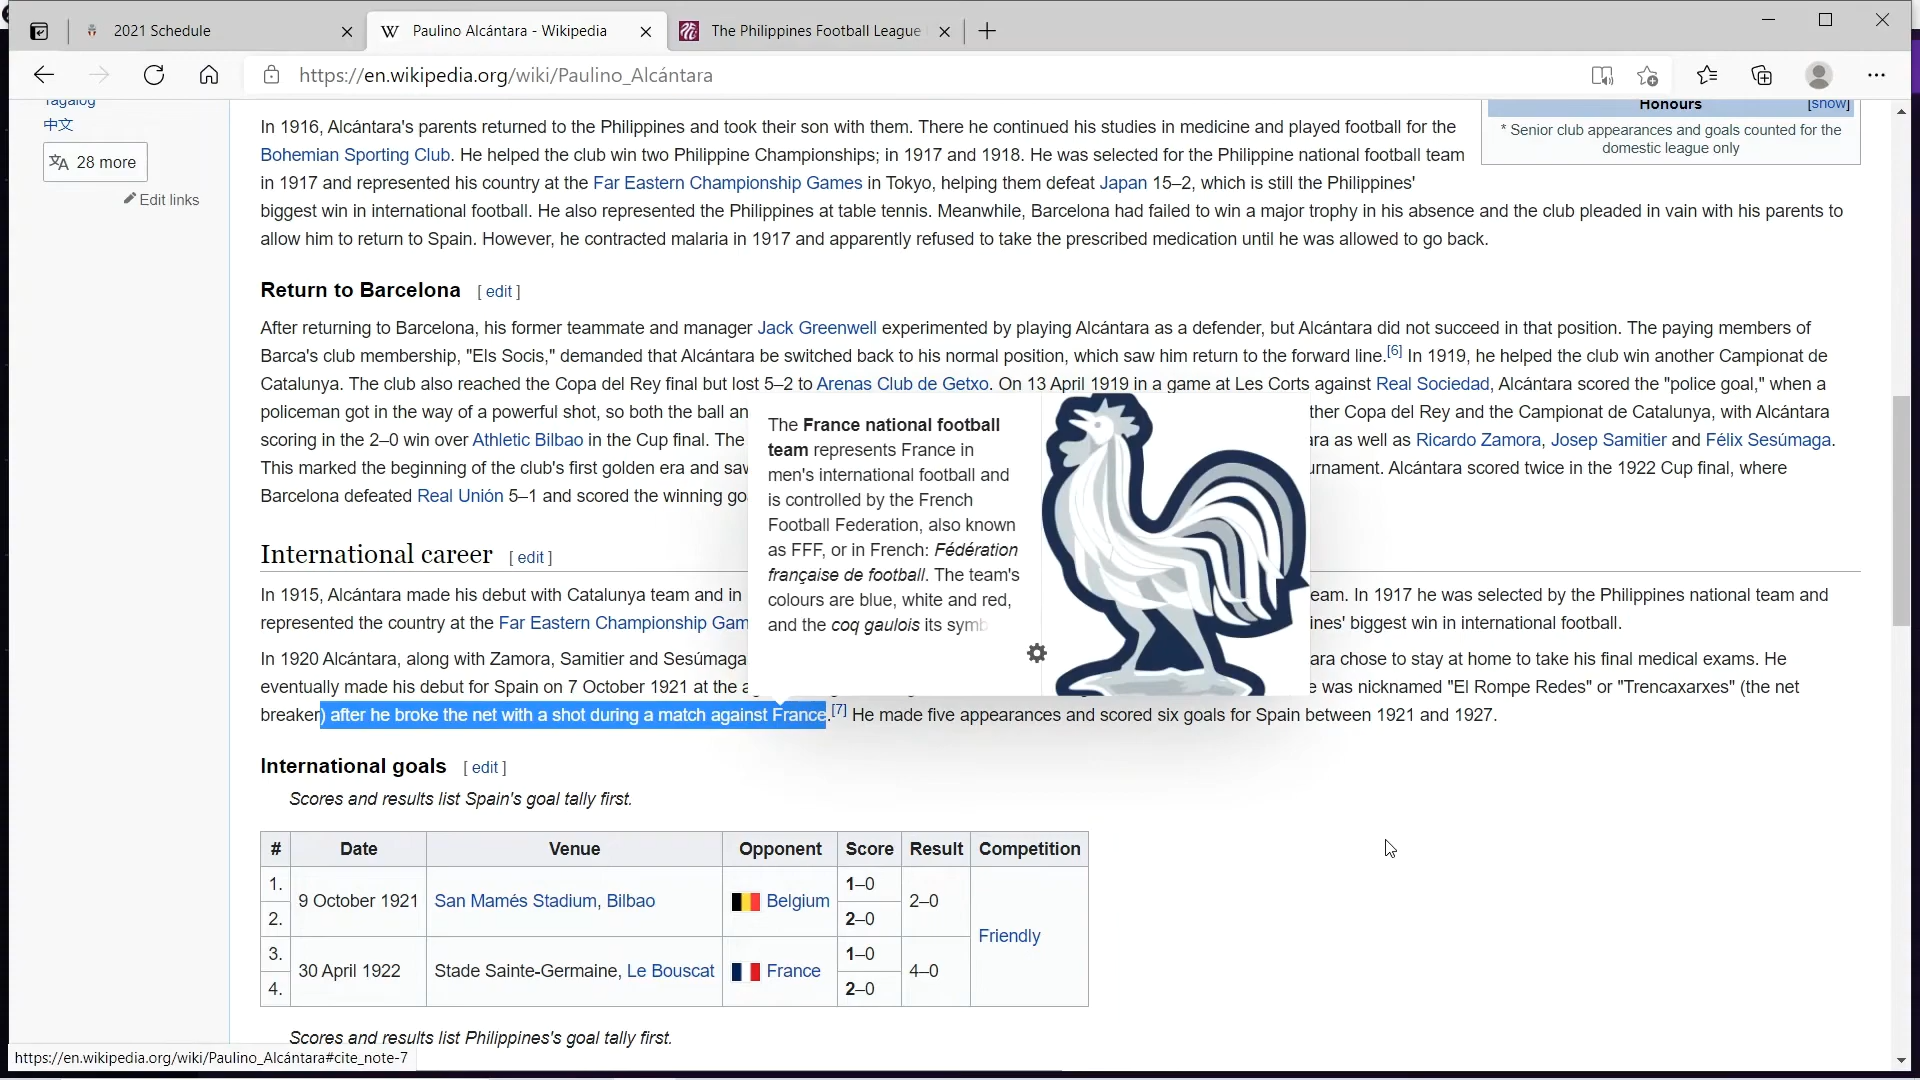 2021 Schedule
Paulino Alcántara - Wikipedia
The Philippines Football League
https://en.wikipedia.org/wiki/Paulino_Alcántara
Tagalog
中文
28 more
Edit links
Honours [show]
* Senior club appearances and goals counted for the
domestic league only
In 1916, Alcántara's parents returned to the Philippines and took their son with them. There he continued his studies in medicine and played football for the
Bohemian Sporting Club. He helped the club win two Philippine Championships; in 1917 and 1918. He was selected for the Philippine national football team
in 1917 and represented his country at the Far Eastern Championship Games in Tokyo, helping them defeat Japan 15–2, which is still the Philippines'
biggest win in international football. He also represented the Philippines at table tennis. Meanwhile, Barcelona had failed to win a major trophy in his absence and the club pleaded in vain with his parents to
allow him to return to Spain. However, he contracted malaria in 1917 and apparently refused to take the prescribed medication until he was allowed to go back.
Return to Barcelona [ edit ]
After returning to Barcelona, his former teammate and manager Jack Greenwell experimented by playing Alcántara as a defender, but Alcántara did not succeed in that position. The paying members of
Barca's club membership, "Els Socis," demanded that Alcántara be switched back to his normal position, which saw him return to the forward line.[6] In 1919, he helped the club win another Campionat de
Catalunya. The club also reached the Copa del Rey final but lost 5–2 to Arenas Club de Getxo. On 13 April 1919 in a game at Les Corts against Real Sociedad, Alcántara scored the "police goal," when a
policeman got in the way of a powerful shot, so both the ball an ther Copa del Rey and the Campionat de Catalunya, with Alcántara
scoring in the 2–0 win over Athletic Bilbao in the Cup final. The ra as well as Ricardo Zamora, Josep Samitier and Félix Sesúmaga.
This marked the beginning of the club's first golden era and saw urnament. Alcántara scored twice in the 1922 Cup final, where
Barcelona defeated Real Unión 5–1 and scored the winning go
The France national football
team represents France in
men's international football and
is controlled by the French
Football Federation, also known
as FFF, or in French: Fédération
française de football. The team's
colours are blue, white and red,
and the coq gaulois its symb
International career [ edit ]
In 1915, Alcántara made his debut with Catalunya team and in eam. In 1917 he was selected by the Philippines national team and
represented the country at the Far Eastern Championship Gam ines' biggest win in international football.
In 1920 Alcántara, along with Zamora, Samitier and Sesúmaga ara chose to stay at home to take his final medical exams. He
eventually made his debut for Spain on 7 October 1921 at the a e was nicknamed "El Rompe Redes" or "Trencaxarxes" (the net
breaker) after he broke the net with a shot during a match against France.[7] He made five appearances and scored six goals for Spain between 1921 and 1927.
International goals [ edit ]
Scores and results list Spain's goal tally first.
# Date Venue Opponent Score Result Competition
1. 9 October 1921 San Mamés Stadium, Bilbao Belgium 1–0 2–0 Friendly
2. 2–0
3. 30 April 1922 Stade Sainte-Germaine, Le Bouscat France 1–0 4–0
4. 2–0
Scores and results list Philippines's goal tally first.
https://en.wikipedia.org/wiki/Paulino_Alcántara#cite_note-7